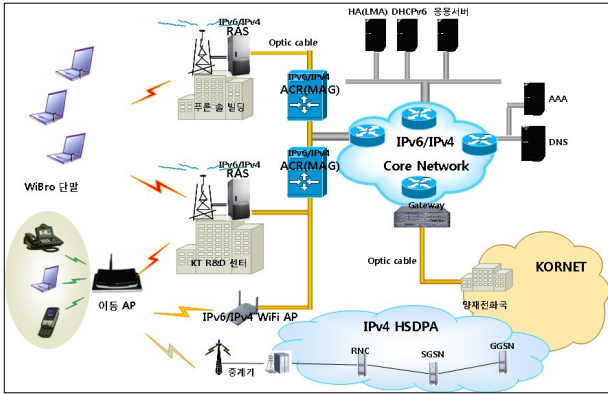 HA(LMA) DHCPv6 응용서버
IPv6/IPv4
RAS
Optic cable
IPv6/IPv4
ACR(MAG)
푸른 솔 빌딩
AAA
IPv6/IPv4
Core Network
DNS
IPv6/IPv4
ACR(MAG)
WiBro 단말
IPv6/IPv4
RAS
Gateway
KT R&D 센터
Optic cable
KORNET
양재전화국
이동 AP
IPv6/IPv4 WiFi AP
IPv4 HSDPA
중계기
RNC
SGSN
GGSN